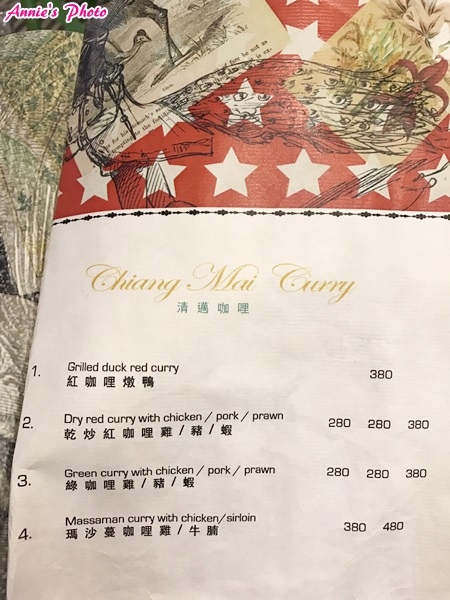 Annie's Photo
Chiang Mai Curry
清邁咖哩
1. Grilled duck red curry 380
紅咖哩燉鴨
2. Dry red curry with chicken / pork / prawn 280 280 380
乾炒紅咖哩雞/豬/蝦
3. Green curry with chicken / pork / prawn 280 280 380
綠咖哩雞/豬/蝦
4. Massaman curry with chicken/sirloin 380 480
瑪沙蔓咖哩雞/牛腩